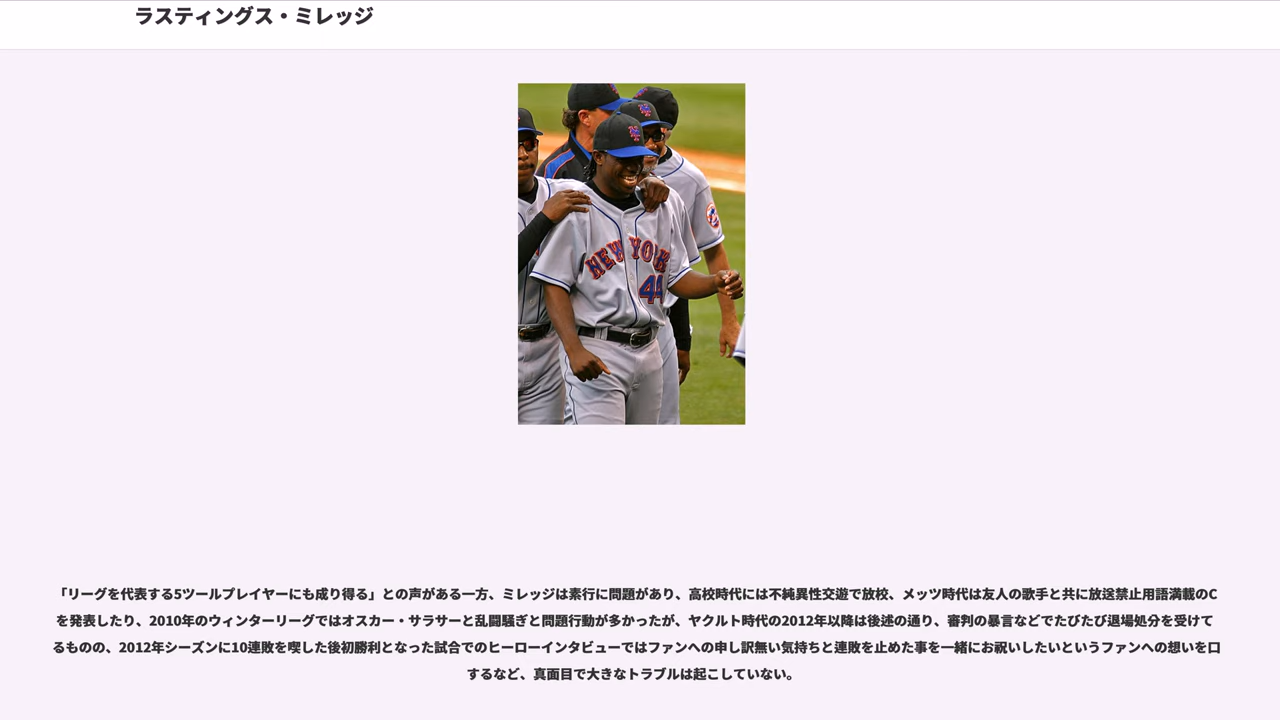 ラスティングス・ミレッジ
NEW YORK
44
「リーグを代表する5ツールプレイヤーにも成り得る」との声がある一方、ミレッジは素行に問題があり、高校時代には不純異性交遊で放校、メッツ時代は友人の歌手と共に放送禁止用語満載のC
を発表したり、2010年のウィンターリーグではオスカー・サラサーと乱闘騒ぎと問題行動が多かったが、ヤクルト時代の2012年以降は後述の通り、審判の暴言などでたびたび退場処分を受けて
るものの、2012年シーズンに10連敗を喫した後初勝利となった試合でのヒーローインタビューではファンへの申し訳無い気持ちと連敗を止めた事を一緒にお祝いしたいというファンへの想いを口
するなど、真面目で大きなトラブルは起こしていない。